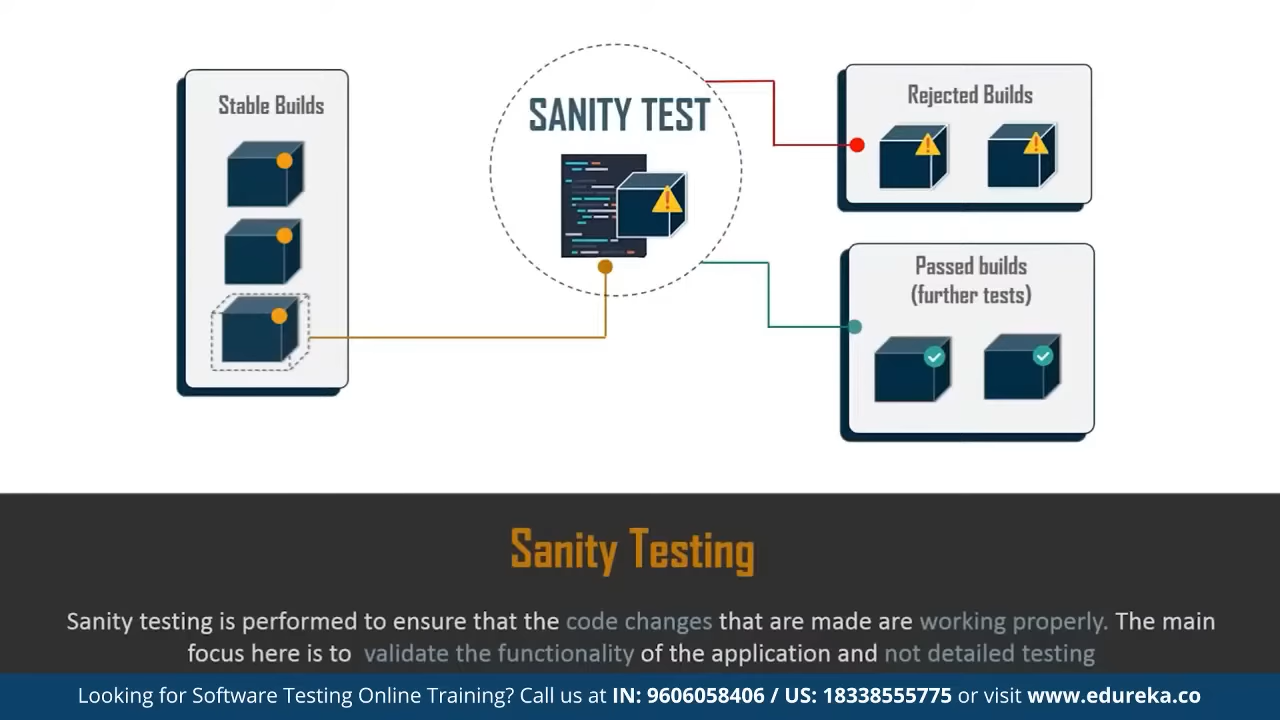 Stable Builds
SANITY TEST
Rejected Builds
Passed builds
(further tests)
Sanity Testing
Sanity testing is performed to ensure that the code changes that are made are working properly. The main
focus here is to validate the functionality of the application and not detailed testing
Looking for Software Testing Online Training? Call us at IN: 9606058406 / US: 18338555775 or visit www.edureka.co